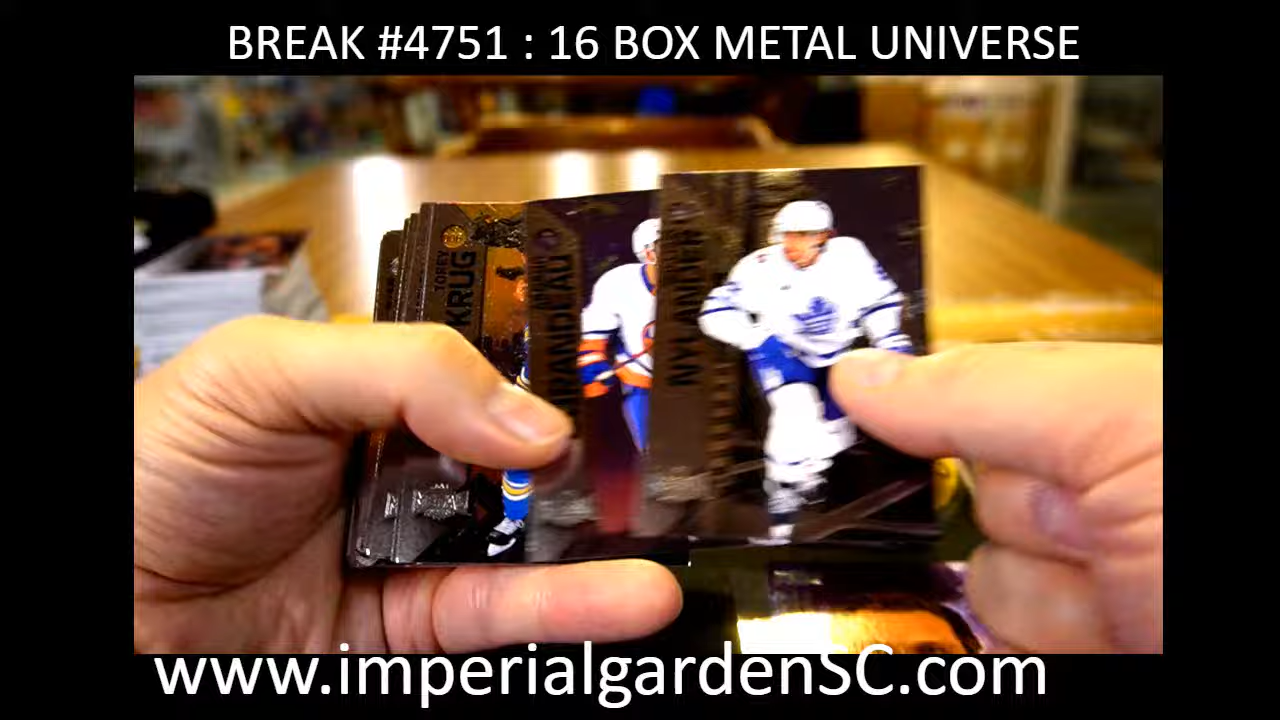 BREAK #4751 : 16 BOX METAL UNIVERSE
TOREY
KRUG
NYLANDER
www.imperialgardenSC.com